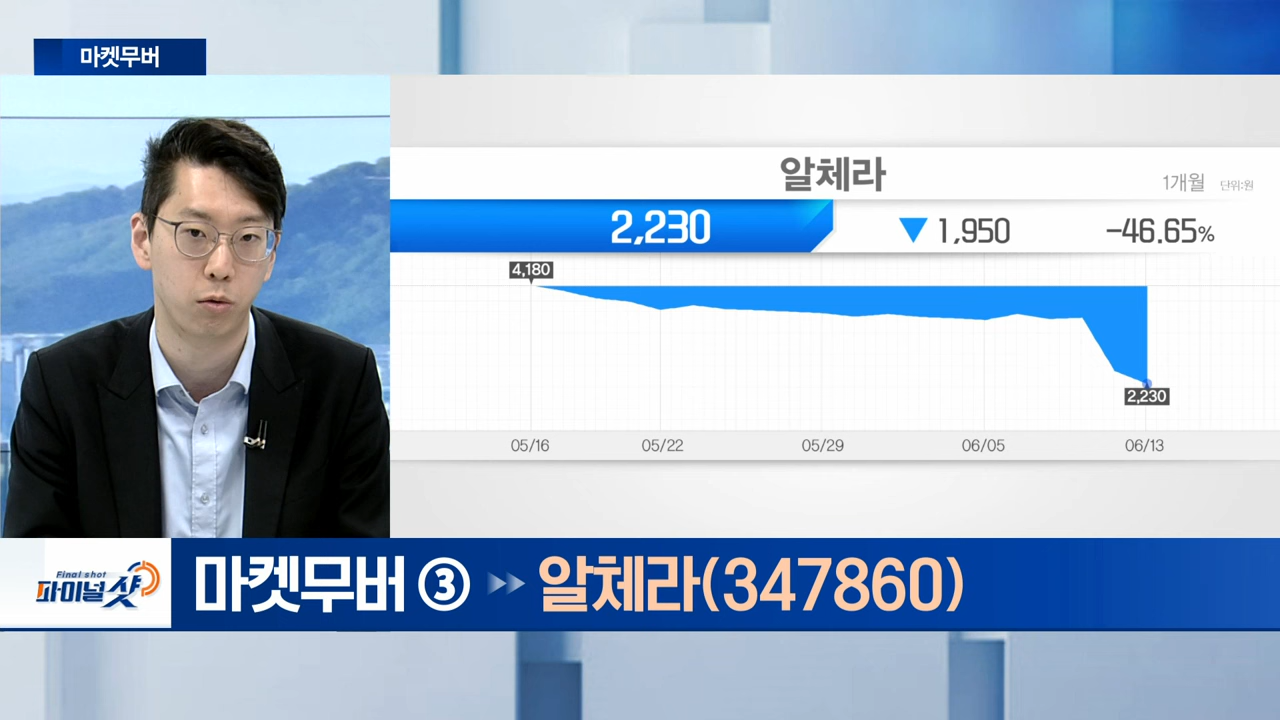 마켓무버
알체라
1개월 단위:원
2,230 ▼ 1,950 -46.65%
4,180
2,230
05/16 05/22 05/29 06/05 06/13
Final shot
파이널샷
마켓무버 ③ 알체라(347860)